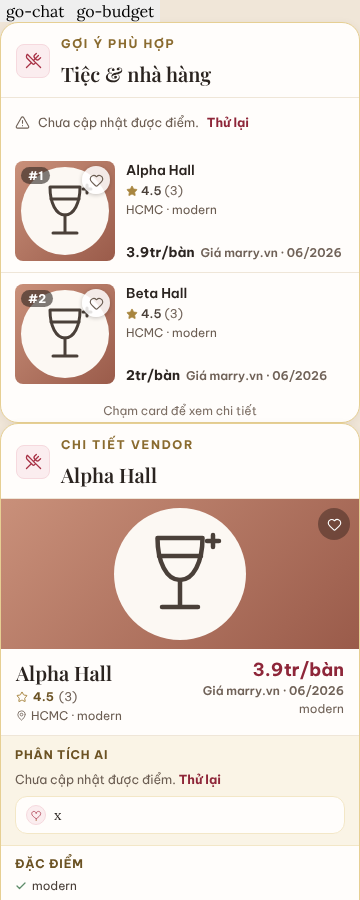 go-chat go-budget
GỢI Ý PHÙ HỢP
Tiệc & nhà hàng
Chưa cập nhật được điểm. Thử lại
#1
Alpha Hall
4.5 (3)
HCMC · modern
3.9tr/bàn Giá marry.vn · 06/2026
#2
Beta Hall
4.5 (3)
HCMC · modern
2tr/bàn Giá marry.vn · 06/2026
Chạm card để xem chi tiết
CHI TIẾT VENDOR
Alpha Hall
Alpha Hall
3.9tr/bàn
4.5 (3)
Giá marry.vn · 06/2026
HCMC · modern
modern
PHÂN TÍCH AI
Chưa cập nhật được điểm. Thử lại
x
ĐẶC ĐIỂM
modern